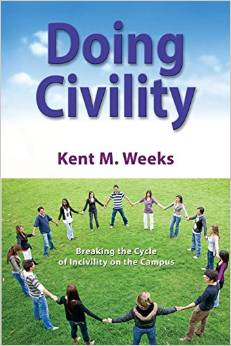 Doing
Civility
Kent M. Weeks
Breaking the Cycle
of Incivility on the Campus